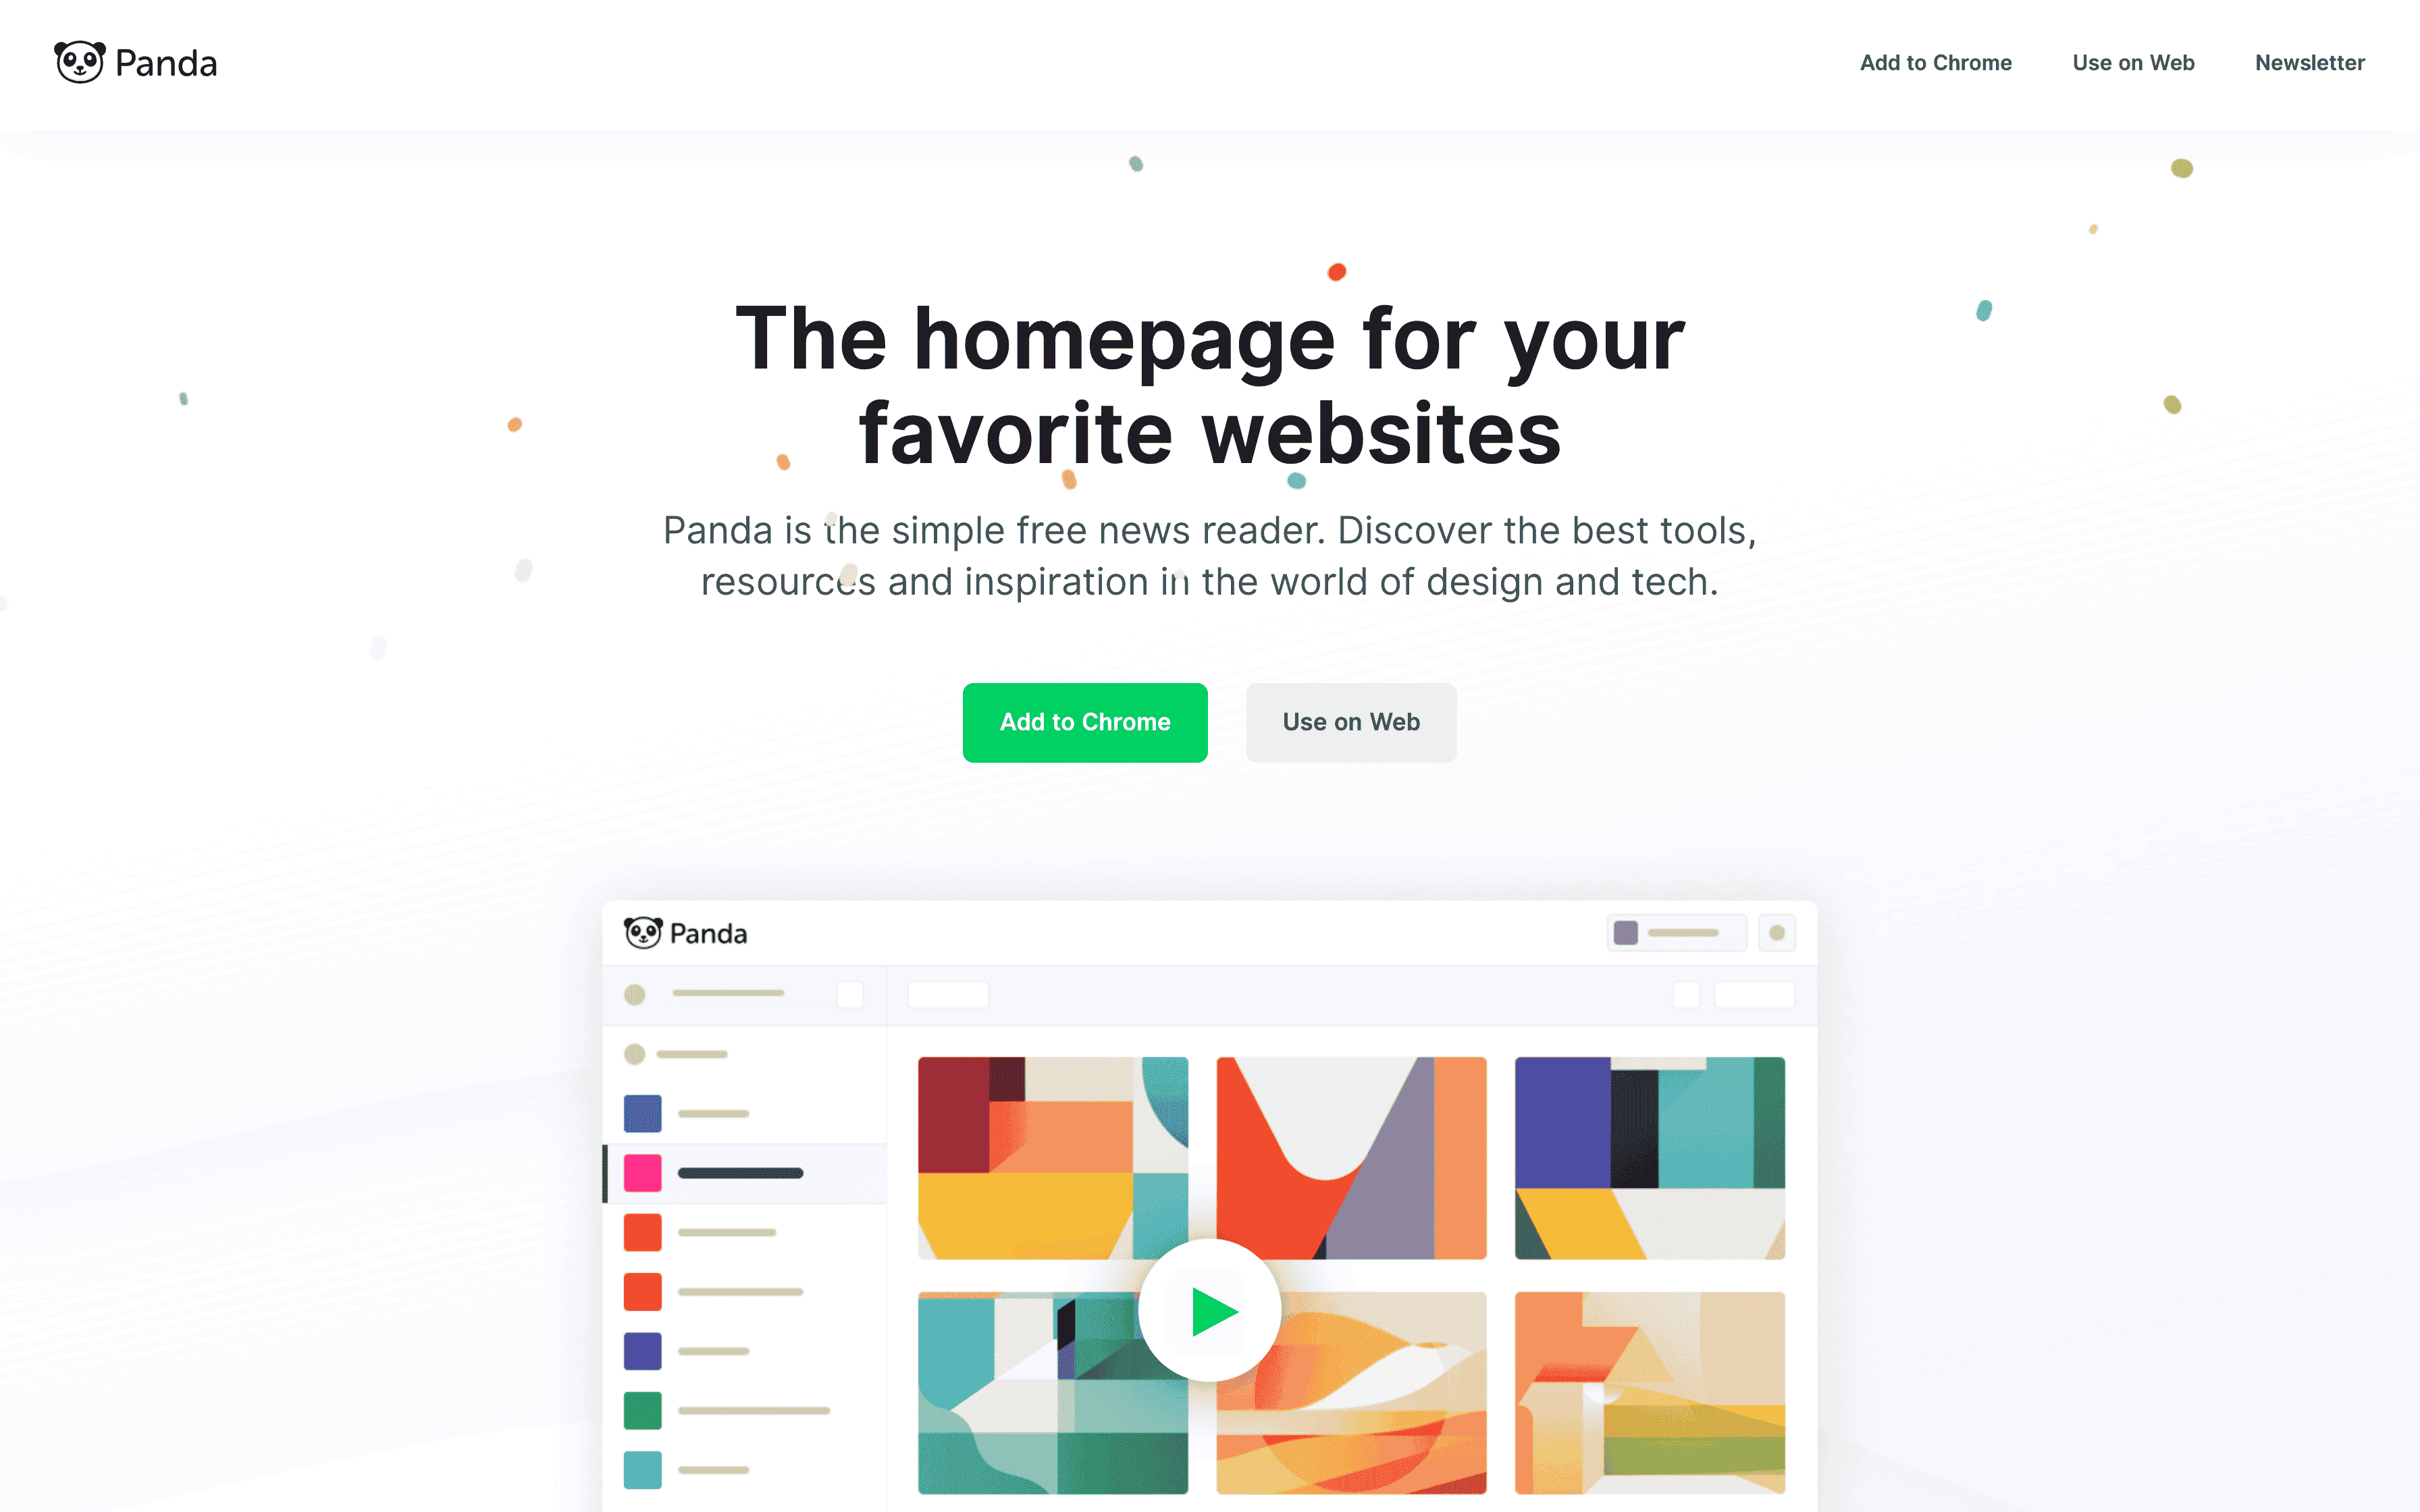 Panda
Add to Chrome
Use on Web
Newsletter
The homepage for your
favorite websites
Panda is the simple free news reader. Discover the best tools,
resources and inspiration in the world of design and tech.
Add to Chrome
Use on Web
Panda